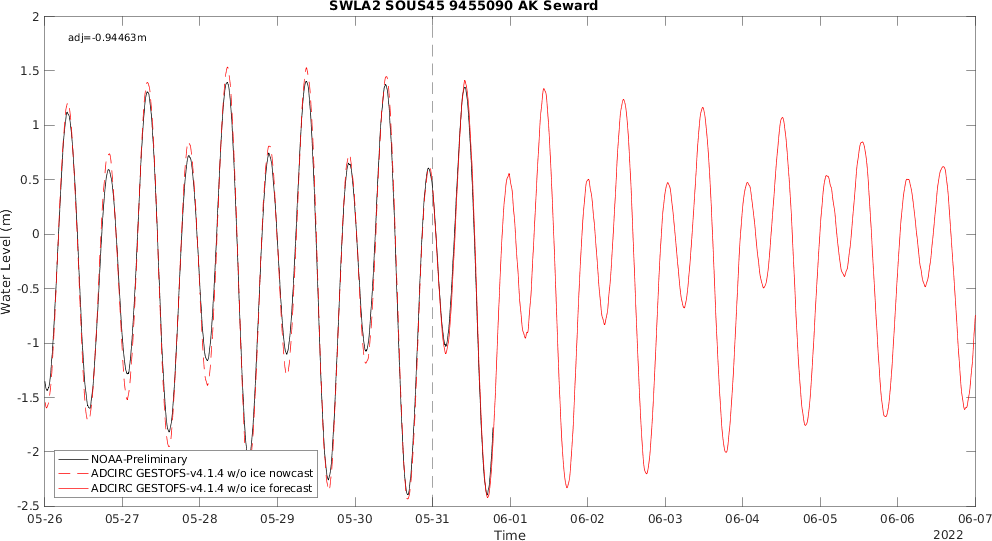 SWLA2 SOUS45 9455090 AK Seward
adj=-0.94463m
2
1.5
1
0.5
0
-0.5
-1
-1.5
-2
-2.5
Water Level (m)
NOAA-Preliminary
ADCIRC GESTOFS-v4.1.4 w/o ice nowcast
ADCIRC GESTOFS-v4.1.4 w/o ice forecast
05-26 05-27 05-28 05-29 05-30 05-31 06-01 06-02 06-03 06-04 06-05 06-06 06-07
Time
2022